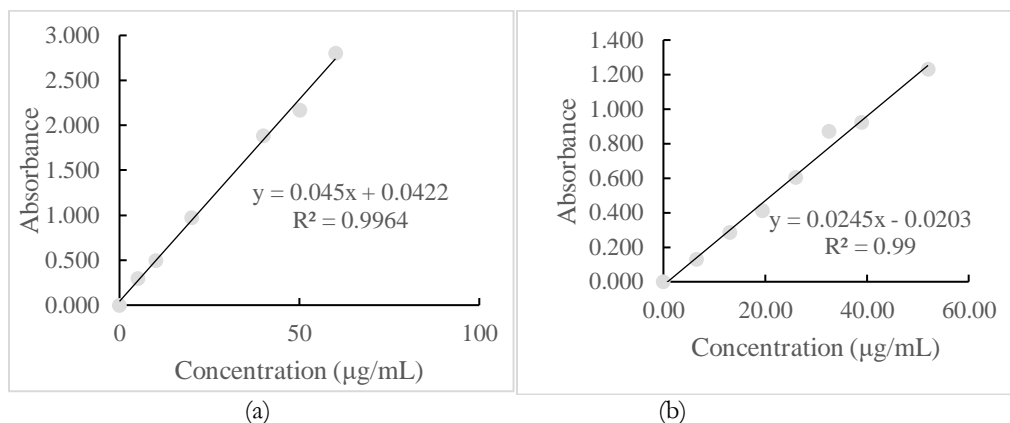 3.000
2.500
2.000
1.500
1.000
0.500
0.000
Absorbance
y = 0.045x + 0.0422
R² = 0.9964
0 50 100
Concentration (µg/mL)
(a)
1.400
1.200
1.000
0.800
0.600
0.400
0.200
0.000
Absorbance
y = 0.0245x - 0.0203
R² = 0.99
0.00 20.00 40.00 60.00
Concentration (µg/mL)
(b)